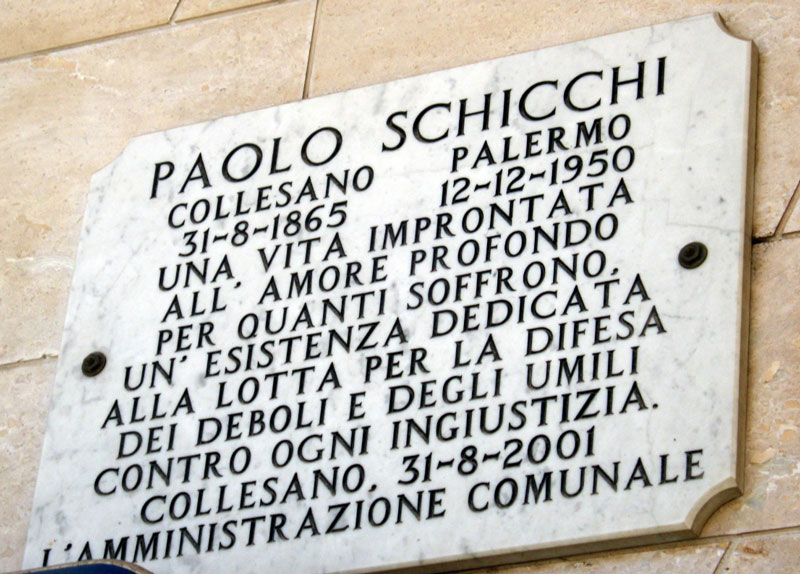 PAOLO SCHICCHI
COLLESANO PALERMO
31-8-1865 12-12-1950
UNA VITA IMPRONTATA
ALL' AMORE PROFONDO
PER QUANTI SOFFRONO.
UN' ESISTENZA DEDICATA
ALLA LOTTA PER LA DIFESA
DEI DEBOLI E DEGLI UMILI
CONTRO OGNI INGIUSTIZIA.
COLLESANO, 31-8-2001
L'AMMINISTRAZIONE COMUNALE